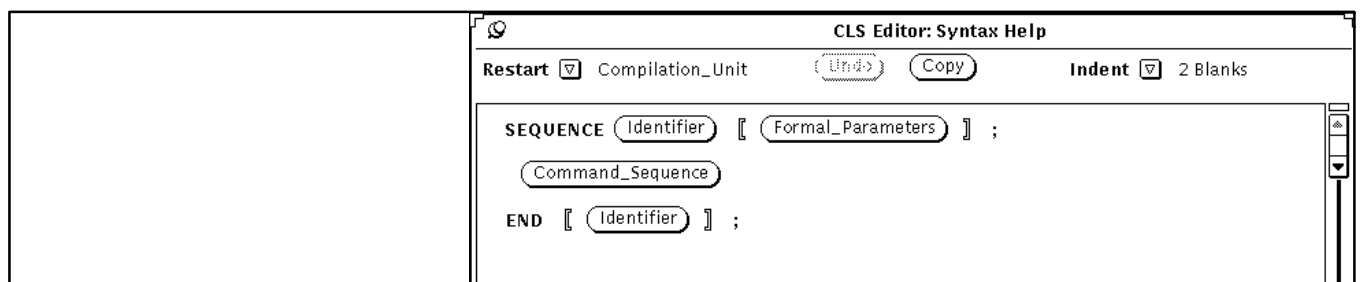 CLS Editor: Syntax Help
Restart Compilation_Unit Undo Copy Indent 2 Blanks
SEQUENCE Identifier ⟦ Formal_Parameters ⟧ ;
Command_Sequence
END ⟦ Identifier ⟧ ;